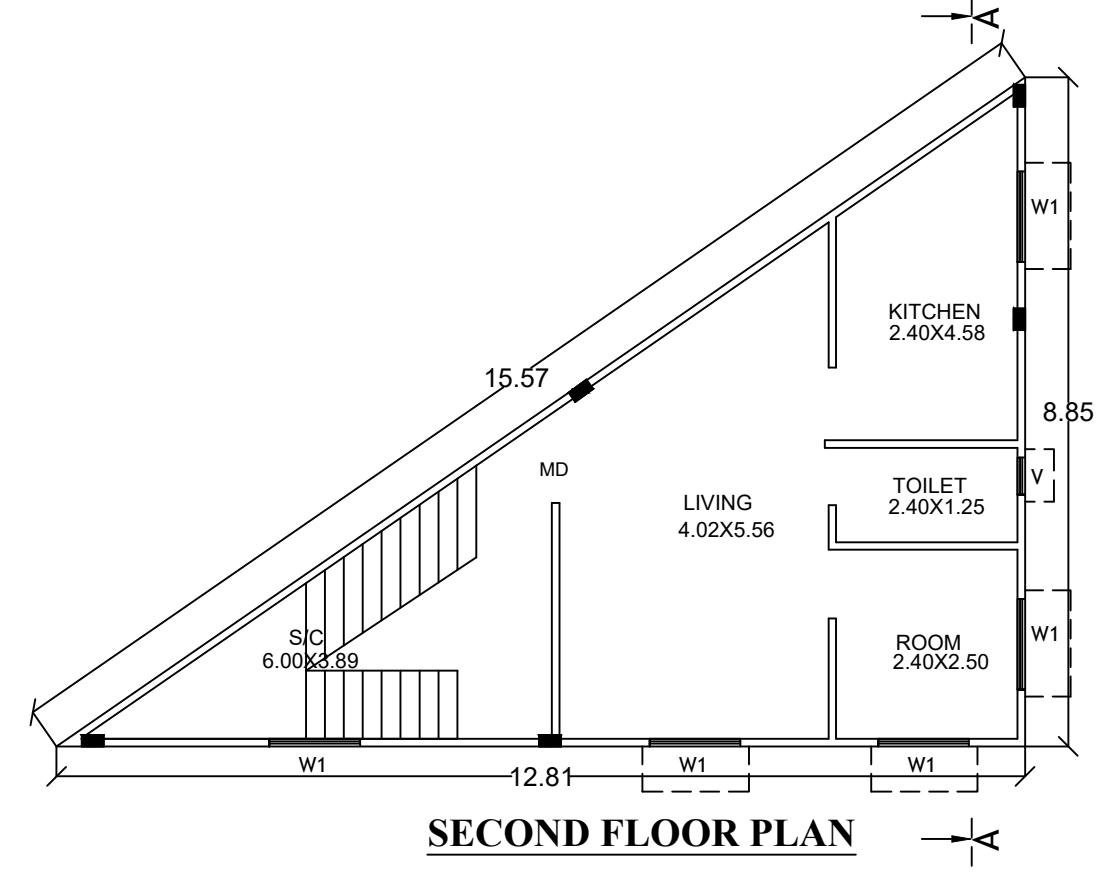 A
W1
KITCHEN
2.40X4.58
15.57
8.85
MD
TOILET
2.40X1.25
V
LIVING
4.02X5.56
S/C
6.00X3.89
ROOM
2.40X2.50
W1
W1
W1
W1
12.81
SECOND FLOOR PLAN
A